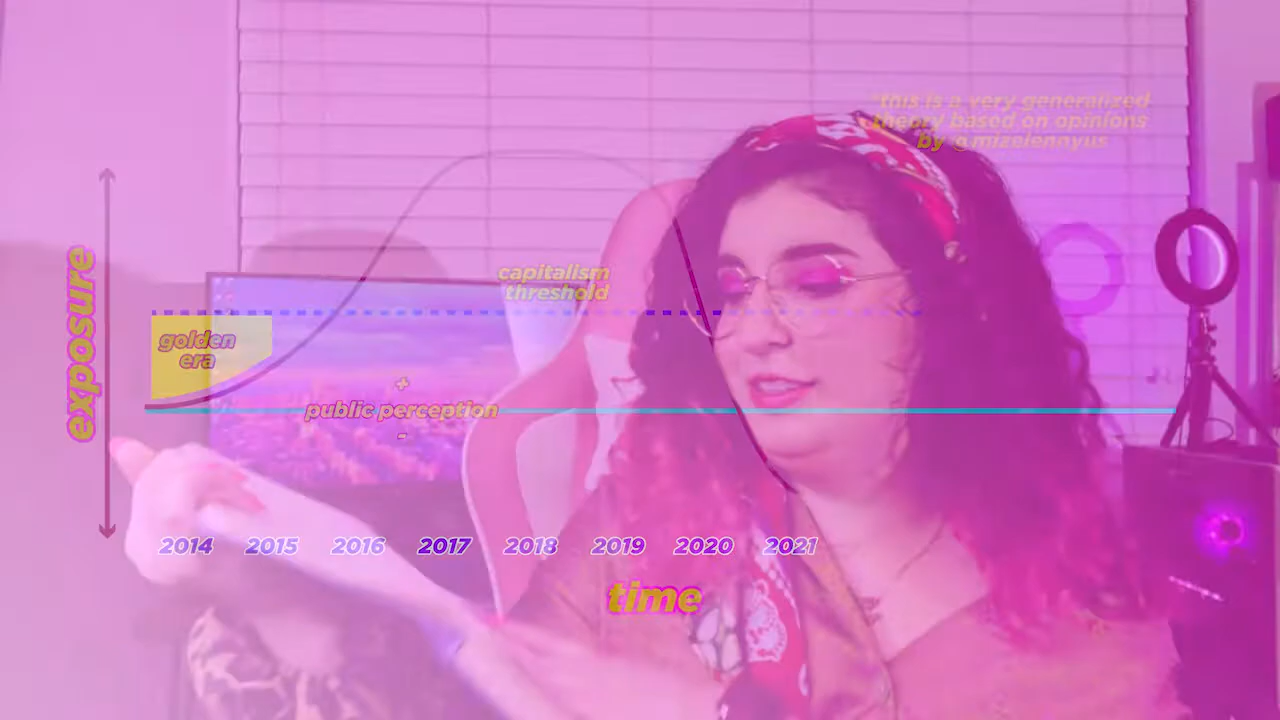 *this is a very generalized
theory based on opinions
by @mizelennyus
exposure
capitalism
threshold
golden
era
+
public perception
-
2014 2015 2016 2017 2018 2019 2020 2021
time